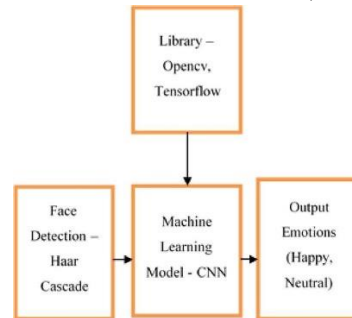 Library –
Opencv,
Tensorflow
Face
Detection –
Haar
Cascade
Machine
Learning
Model - CNN
Output
Emotions
(Happy,
Neutral)